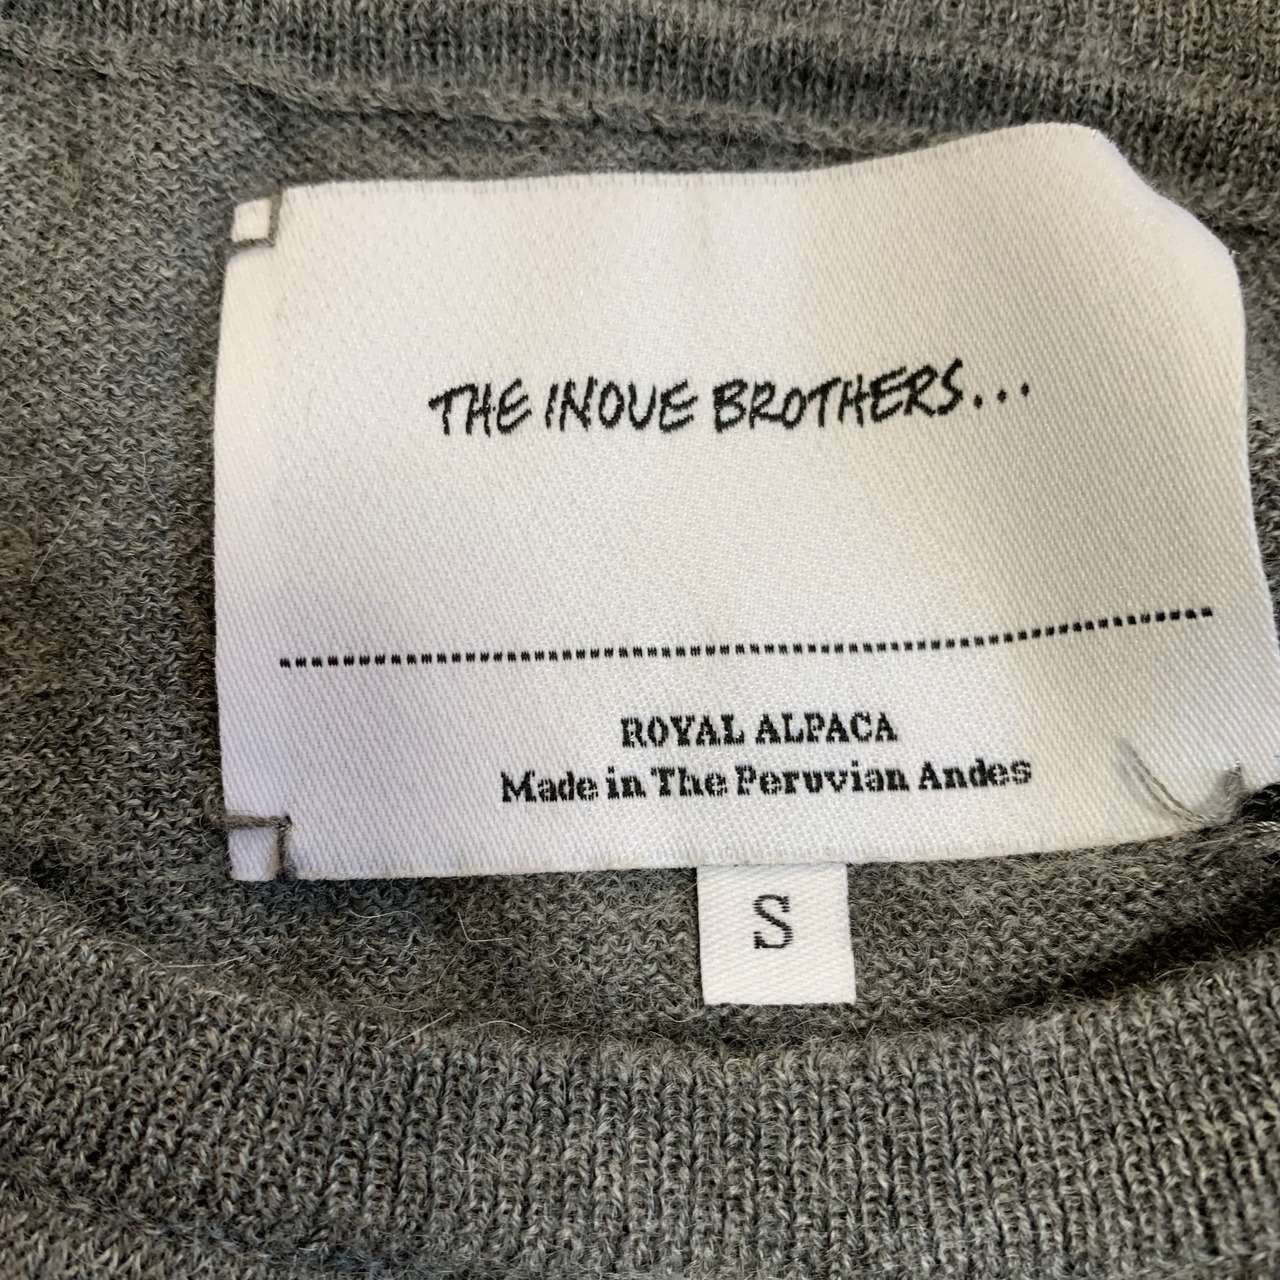 THE INOUE BROTHERS...
ROYAL ALPACA
Made in The Peruvian Andes
S